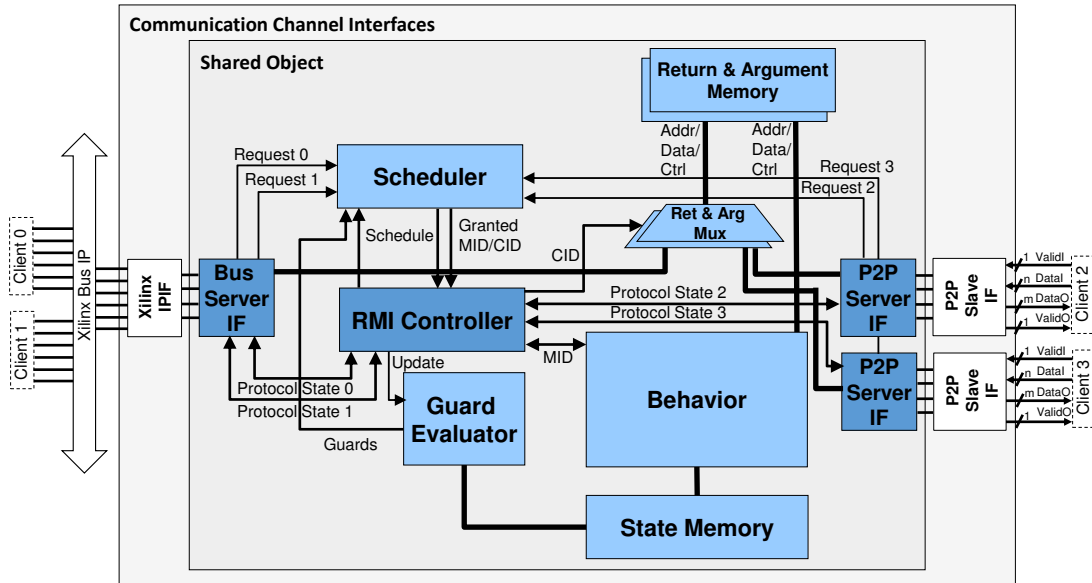 Communication Channel Interfaces
Shared Object
Return & Argument
Memory
Addr/
Data/
Ctrl
Addr/
Data/
Ctrl
Request 0
Request 1
Scheduler
Request 3
Request 2
Ret & Arg
Mux
Schedule
Granted
MID/CID
CID
Client 0
Client 1
Xilinx Bus IP
Xilinx
IPIF
Bus
Server
IF
RMI Controller
Protocol State 2
Protocol State 3
MID
Update
Protocol State 0
Protocol State 1
Guards
Guard
Evaluator
Behavior
State Memory
P2P
Server
IF
P2P
Slave
IF
1 ValidI
n DataI
m DataO
1 ValidO
Client 2
P2P
Server
IF
P2P
Slave
IF
1 ValidI
n DataI
m DataO
1 ValidO
Client 3